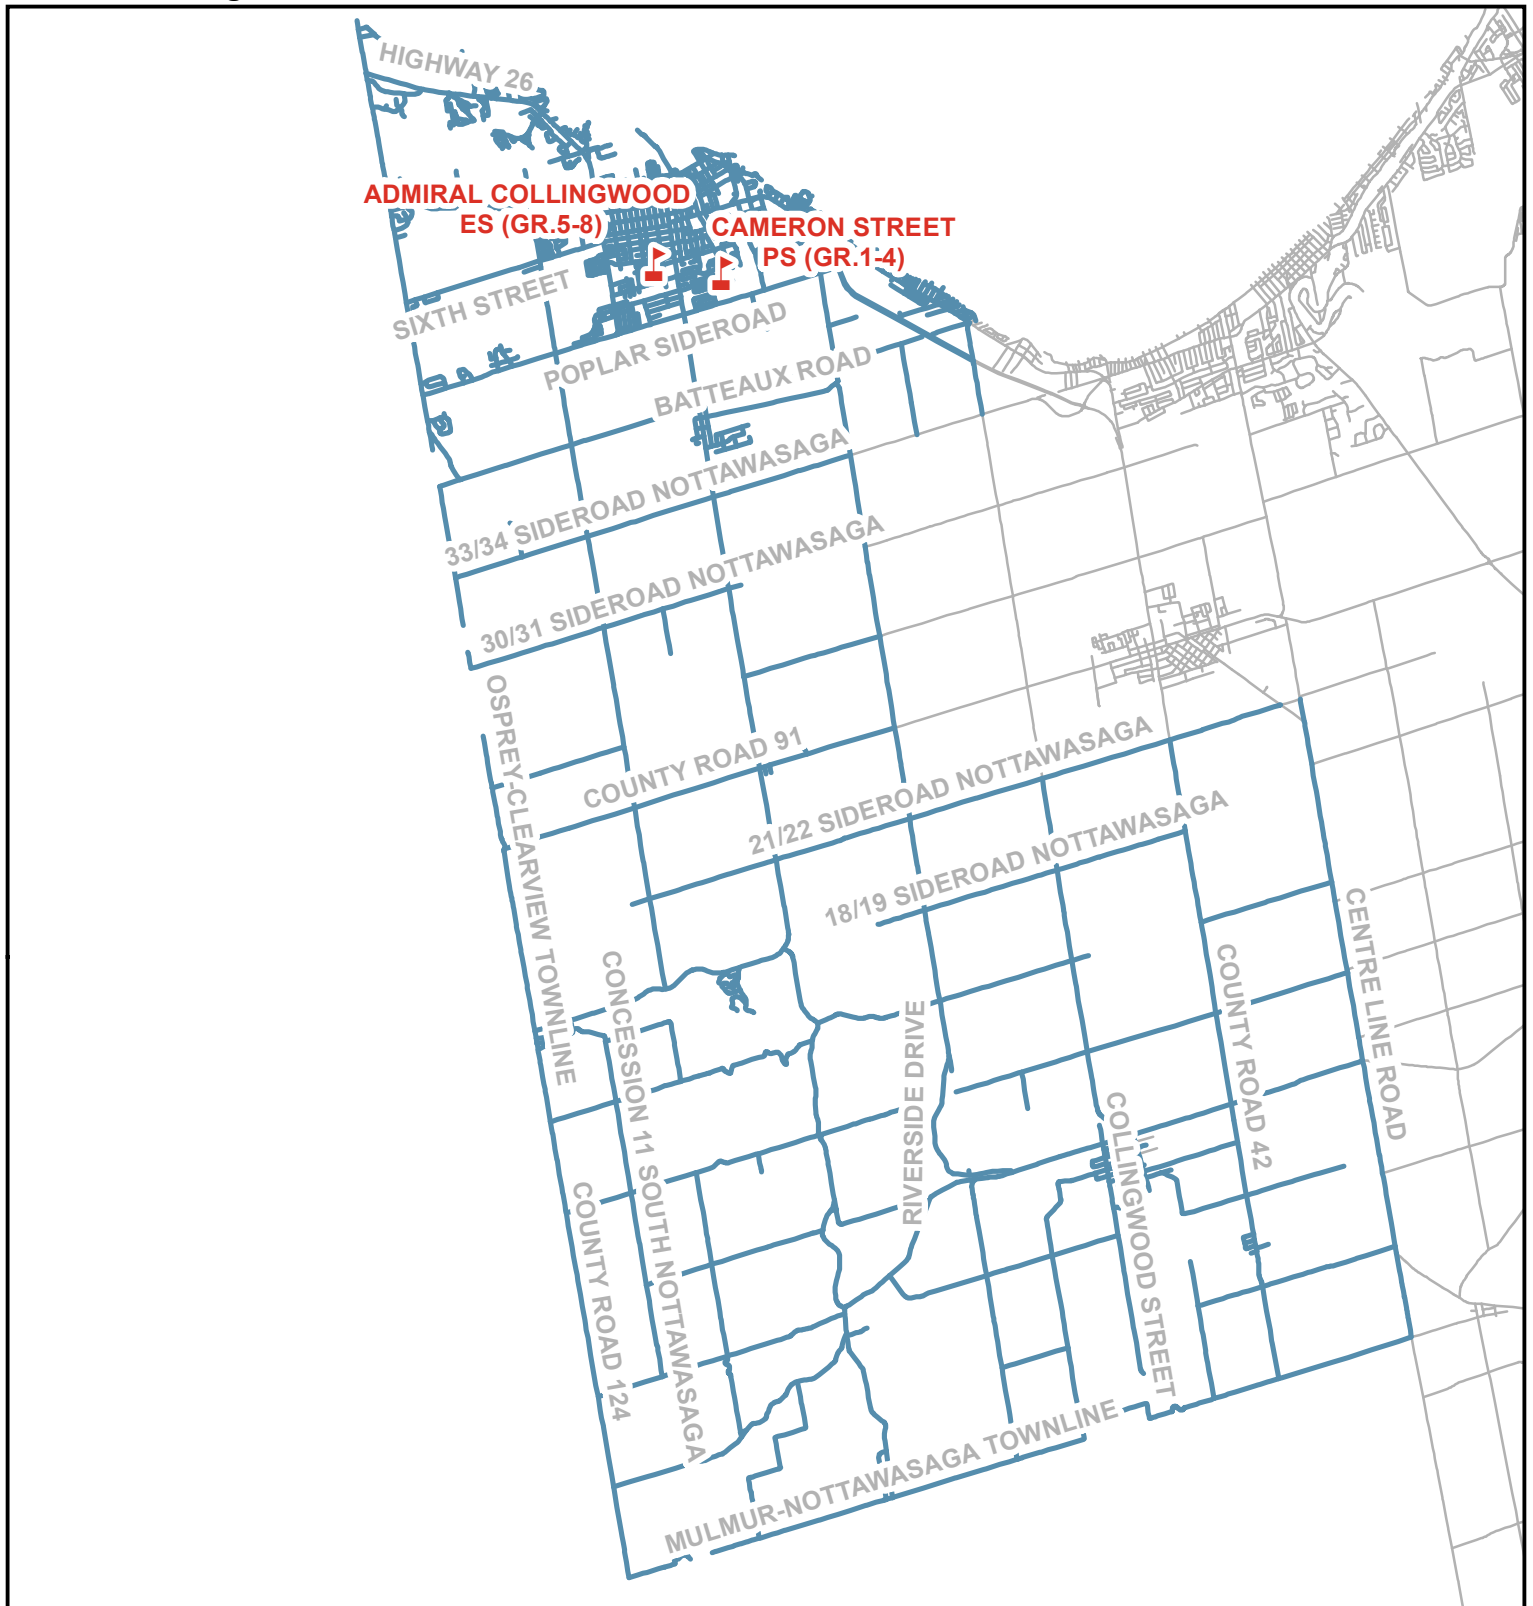 HIGHWAY 26
ADMIRAL COLLINGWOOD
ES (GR.5-8)
CAMERON STREET
PS (GR.1-4)
SIXTH STREET
POPLAR SIDEROAD
BATTEAUX ROAD
33/34 SIDEROAD NOTTAWASAGA
30/31 SIDEROAD NOTTAWASAGA
OSPREY-CLEARVIEW TOWNLINE
COUNTY ROAD 91
21/22 SIDEROAD NOTTAWASAGA
18/19 SIDEROAD NOTTAWASAGA
CENTRE LINE ROAD
COUNTY ROAD 42
CONCESSION 11 SOUTH NOTTAWASAGA
RIVERSIDE DRIVE
COLLINGWOOD STREET
COUNTY ROAD 124
MULMUR-NOTTAWASAGA TOWNLINE